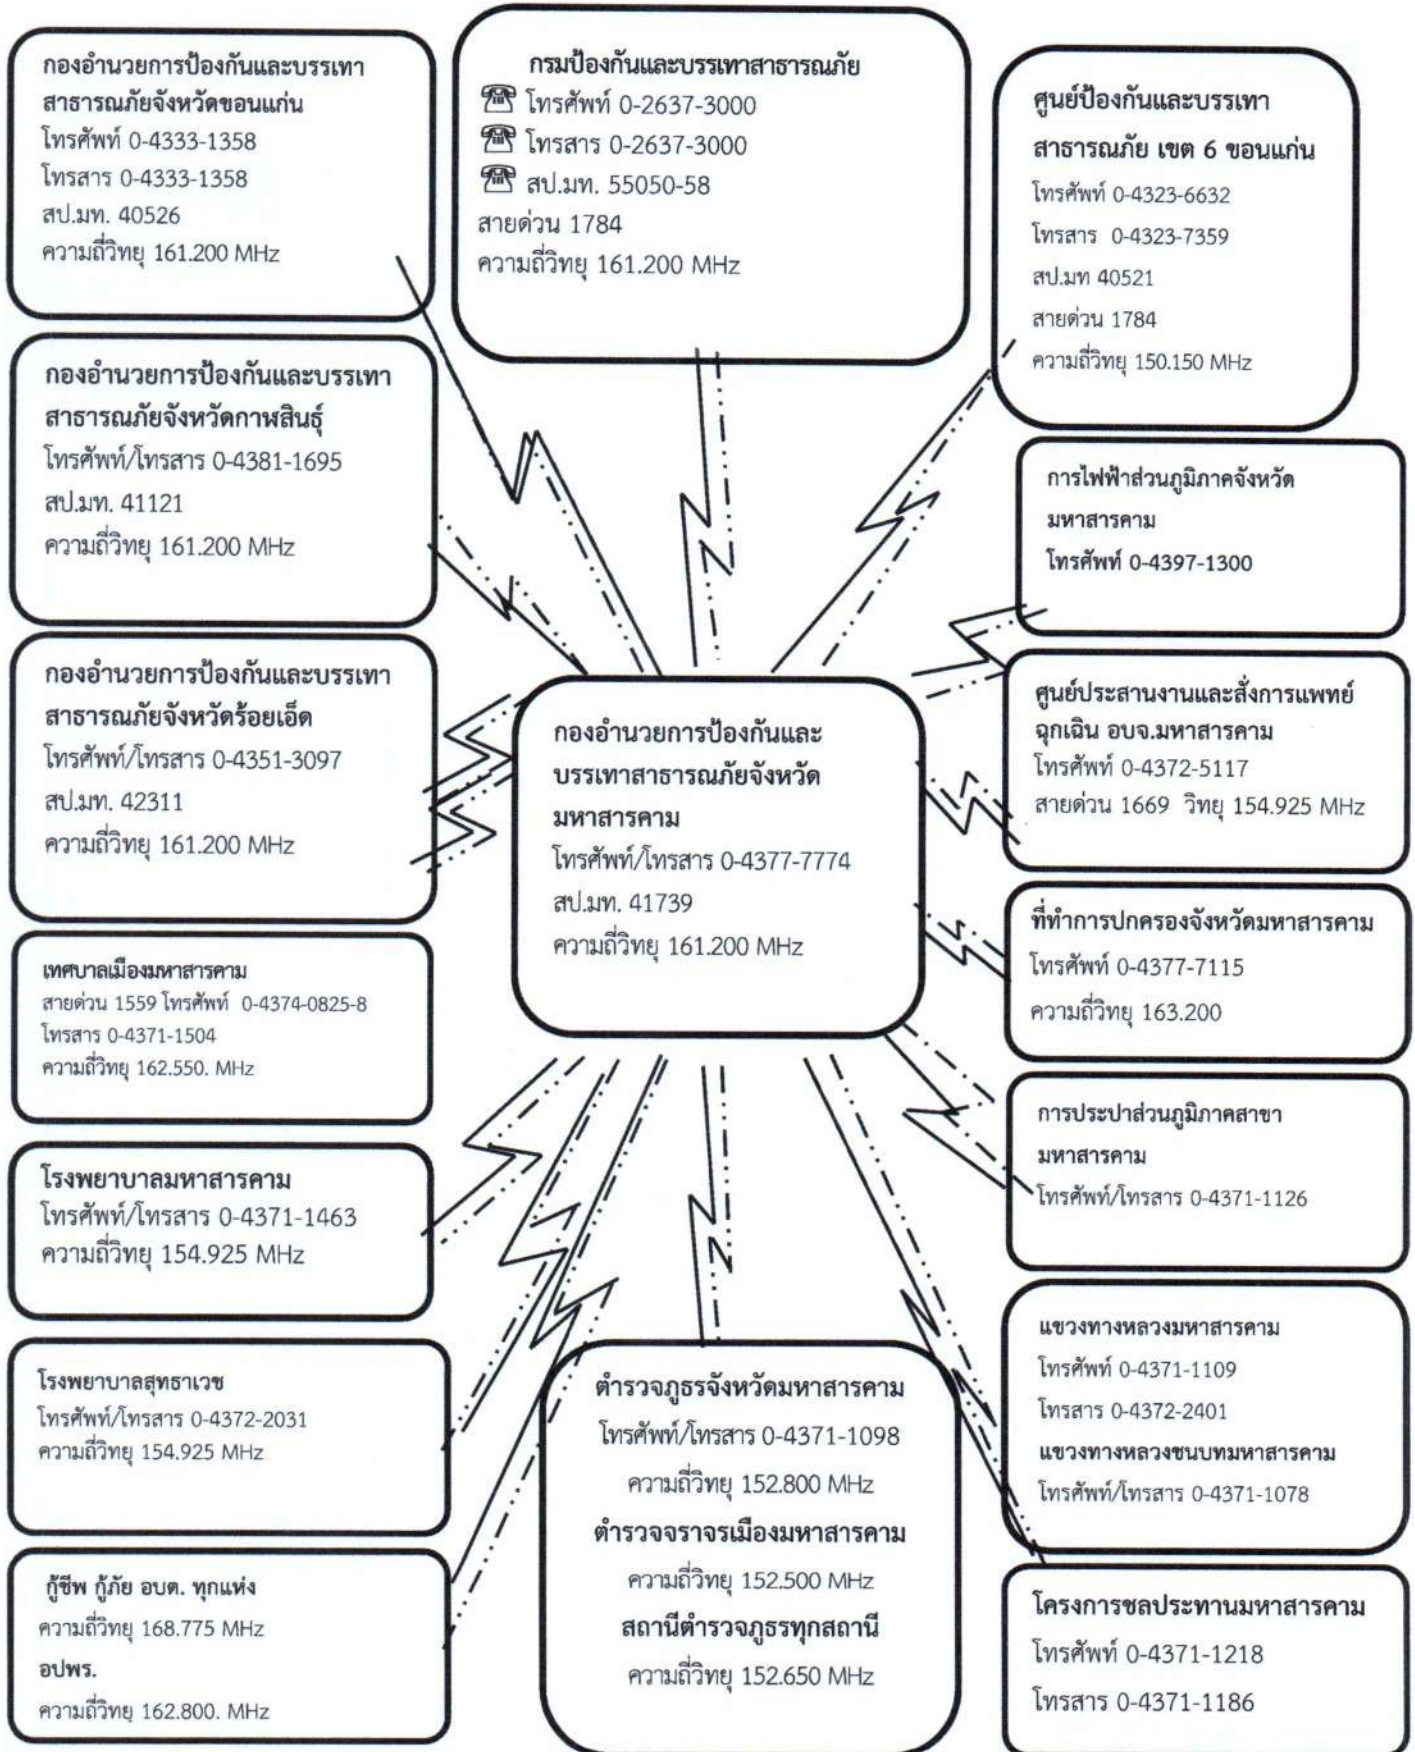 กองอำนวยการป้องกันและบรรเทา
สาธารณภัยจังหวัดขอนแก่น
โทรศัพท์ 0-4333-1358
โทรสาร 0-4333-1358
สป.มท. 40526
ความถี่วิทยุ 161.200 MHz
กรมป้องกันและบรรเทาสาธารณภัย
โทรศัพท์ 0-2637-3000
โทรสาร 0-2637-3000
สป.มท. 55050-58
สายด่วน 1784
ความถี่วิทยุ 161.200 MHz
ศูนย์ป้องกันและบรรเทา
สาธารณภัย เขต 6 ขอนแก่น
โทรศัพท์ 0-4323-6632
โทรสาร 0-4323-7359
สป.มท 40521
สายด่วน 1784
ความถี่วิทยุ 150.150 MHz
กองอำนวยการป้องกันและบรรเทา
สาธารณภัยจังหวัดกาฬสินธุ์
โทรศัพท์/โทรสาร 0-4381-1695
สป.มท. 41121
ความถี่วิทยุ 161.200 MHz
การไฟฟ้าส่วนภูมิภาคจังหวัด
มหาสารคาม
โทรศัพท์ 0-4397-1300
กองอำนวยการป้องกันและบรรเทา
สาธารณภัยจังหวัดร้อยเอ็ด
โทรศัพท์/โทรสาร 0-4351-3097
สป.มท. 42311
ความถี่วิทยุ 161.200 MHz
กองอำนวยการป้องกันและ
บรรเทาสาธารณภัยจังหวัด
มหาสารคาม
โทรศัพท์/โทรสาร 0-4377-7774
สป.มท. 41739
ความถี่วิทยุ 161.200 MHz
ศูนย์ประสานงานและสั่งการแพทย์
ฉุกเฉิน อบจ.มหาสารคาม
โทรศัพท์ 0-4372-5117
สายด่วน 1669 วิทยุ 154.925 MHz
ที่ทำการปกครองจังหวัดมหาสารคาม
โทรศัพท์ 0-4377-7115
ความถี่วิทยุ 163.200
เทศบาลเมืองมหาสารคาม
สายด่วน 1559 โทรศัพท์ 0-4374-0825-8
โทรสาร 0-4371-1504
ความถี่วิทยุ 162.550. MHz
การประปาส่วนภูมิภาคสาขา
มหาสารคาม
โทรศัพท์/โทรสาร 0-4371-1126
โรงพยาบาลมหาสารคาม
โทรศัพท์/โทรสาร 0-4371-1463
ความถี่วิทยุ 154.925 MHz
แขวงทางหลวงมหาสารคาม
โทรศัพท์ 0-4371-1109
โทรสาร 0-4372-2401
แขวงทางหลวงชนบทมหาสารคาม
โทรศัพท์/โทรสาร 0-4371-1078
โรงพยาบาลสุทธาเวช
โทรศัพท์/โทรสาร 0-4372-2031
ความถี่วิทยุ 154.925 MHz
ตำรวจภูธรจังหวัดมหาสารคาม
โทรศัพท์/โทรสาร 0-4371-1098
ความถี่วิทยุ 152.800 MHz
ตำรวจจราจรเมืองมหาสารคาม
ความถี่วิทยุ 152.500 MHz
สถานีตำรวจภูธรทุกสถานี
ความถี่วิทยุ 152.650 MHz
กู้ชีพ กู้ภัย อบต. ทุกแห่ง
ความถี่วิทยุ 168.775 MHz
อปพร.
ความถี่วิทยุ 162.800. MHz
โครงการชลประทานมหาสารคาม
โทรศัพท์ 0-4371-1218
โทรสาร 0-4371-1186